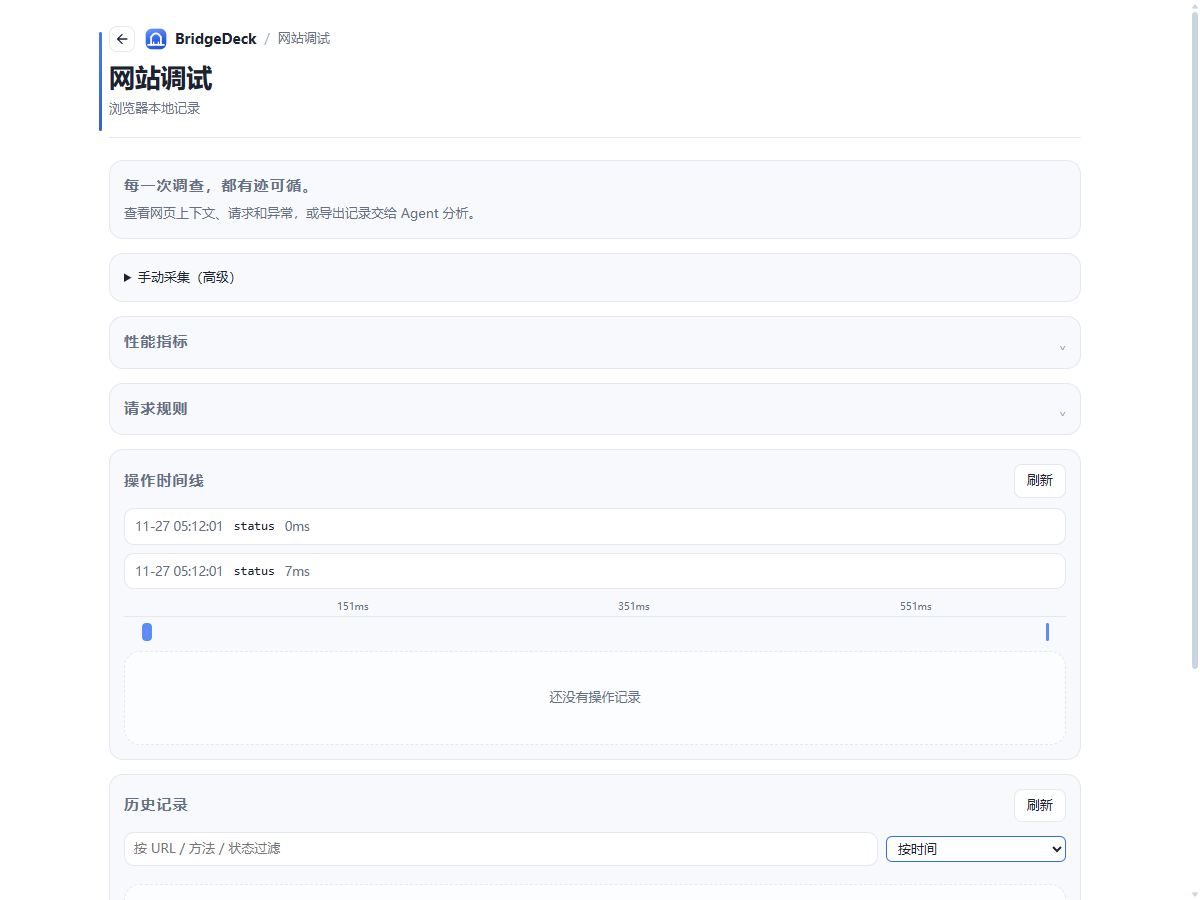 BridgeDeck / 网站调试
网站调试
浏览器本地记录
每一次调查，都有迹可循。
查看网页上下文、请求和异常，或导出记录交给 Agent 分析。
手动采集（高级）
性能指标
请求规则
操作时间线
刷新
11-27 05:12:01 status 0ms
11-27 05:12:01 status 7ms
151ms 351ms 551ms
还没有操作记录
历史记录
刷新
按 URL / 方法 / 状态过滤
按时间